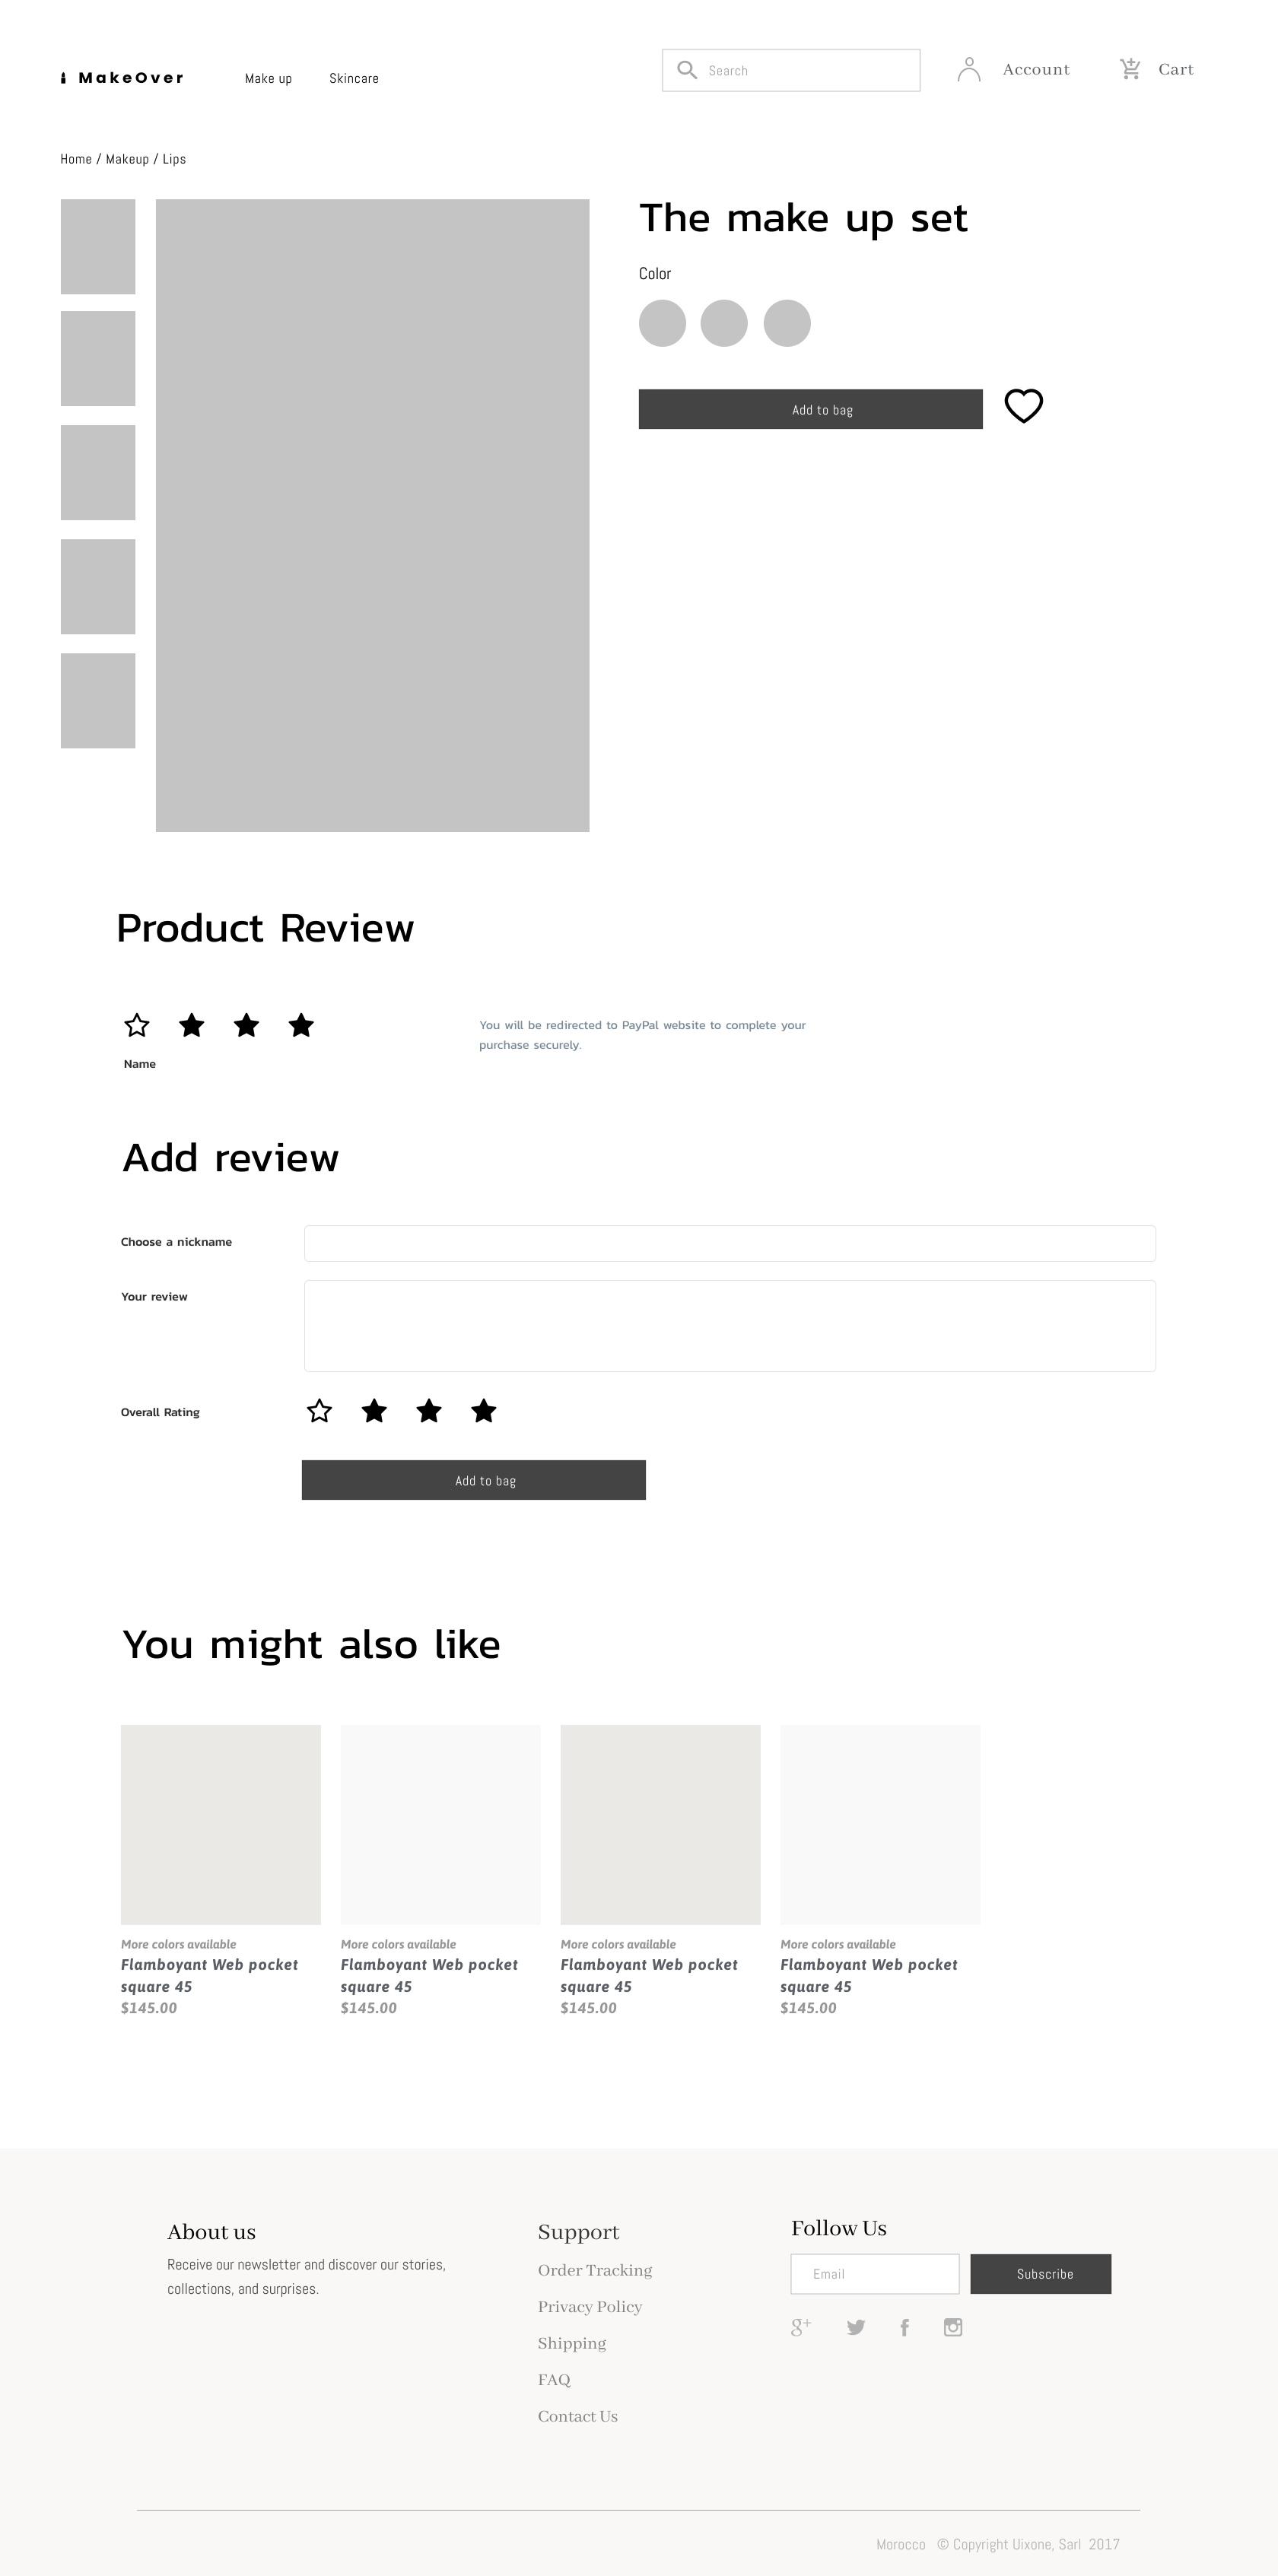 MakeOver
Make up
Skincare
Search
Account
Cart
Home / Makeup / Lips
The make up set
Color
Add to bag
Product Review
You will be redirected to PayPal website to complete your
purchase securely.
Name
Add review
Choose a nickname
Your review
Overall Rating
Add to bag
You might also like
More colors available
Flamboyant Web pocket
square 45
$145.00
More colors available
Flamboyant Web pocket
square 45
$145.00
More colors available
Flamboyant Web pocket
square 45
$145.00
More colors available
Flamboyant Web pocket
square 45
$145.00
About us
Receive our newsletter and discover our stories,
collections, and surprises.
Support
Order Tracking
Privacy Policy
Shipping
FAQ
Contact Us
Follow Us
Email
Subscribe
g+
Morocco © Copyright Uixone, Sarl 2017